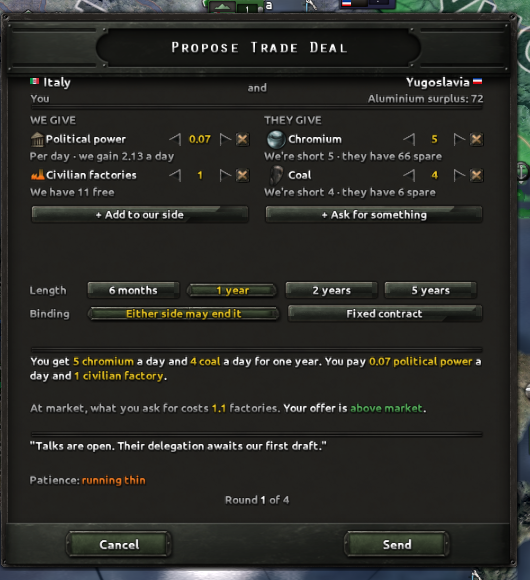 1
a
PROPOSE TRADE DEAL
Italy
and
Yugoslavia
You
Aluminium surplus: 72
WE GIVE
Political power
0.07
Per day - we gain 2.13 a day
Civilian factories
1
We have 11 free
+ Add to our side
THEY GIVE
Chromium
5
We're short 5 - they have 66 spare
Coal
4
We're short 4 - they have 6 spare
+ Ask for something
Length
6 months
1 year
2 years
5 years
Binding
Either side may end it
Fixed contract
You get 5 chromium a day and 4 coal a day for one year. You pay 0.07 political power a
day and 1 civilian factory.
At market, what you ask for costs 1.1 factories. Your offer is above market.
"Talks are open. Their delegation awaits our first draft."
Patience: running thin
Round 1 of 4
Cancel
Send